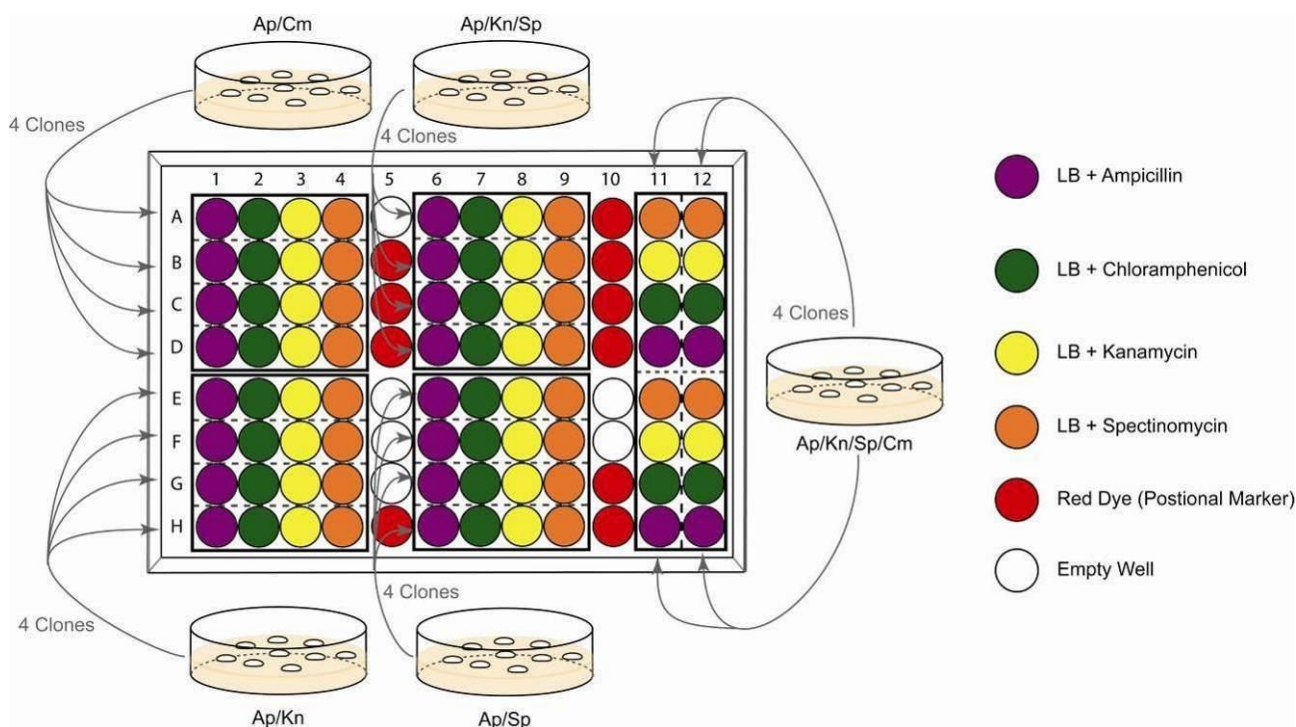 Ap/Cm
Ap/Kn/Sp
4 Clones
4 Clones
1 2 3 4 5 6 7 8 9 10 11 12
A
B
C
D
E
F
G
H
LB + Ampicillin
LB + Chloramphenicol
LB + Kanamycin
LB + Spectinomycin
Red Dye (Postional Marker)
Empty Well
4 Clones
Ap/Kn/Sp/Cm
4 Clones
4 Clones
Ap/Kn
Ap/Sp